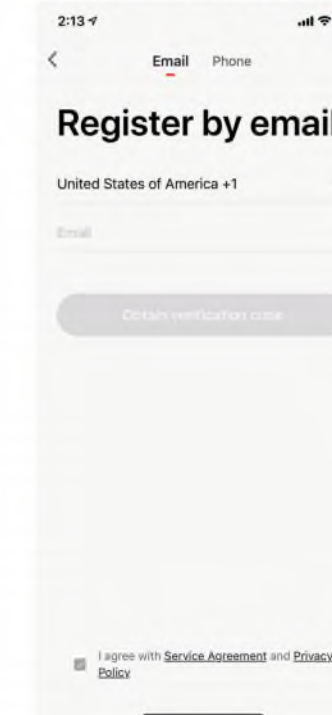 2:13
Email Phone
Register by email
United States of America +1
Email
Obtain verification code
I agree with Service Agreement and Privacy
Policy